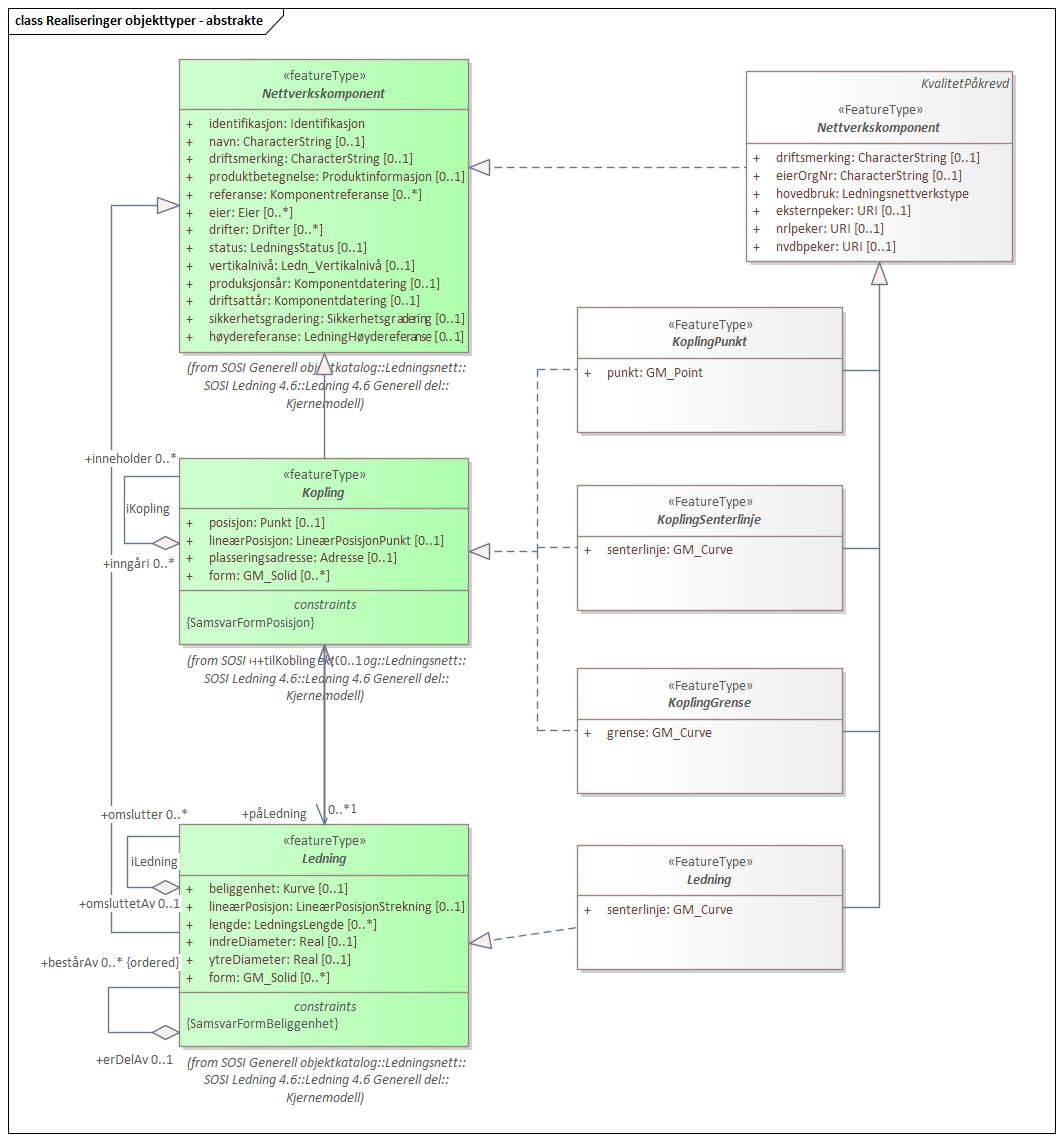 class Realiseringer objekttyper - abstrakte
«featureType»
Nettverkskomponent
+ identifikasjon: Identifikasjon
+ navn: CharacterString [0..1]
+ driftsmerking: CharacterString [0..1]
+ produktbetegnelse: Produktinformasjon [0..1]
+ referanse: Komponentreferanse [0..*]
+ eier: Eier [0..*]
+ drifter: Drifter [0..*]
+ status: LedningsStatus [0..1]
+ vertikalnivå: Ledn_Vertikalnivå [0..1]
+ produksjonsår: Komponentdatering [0..1]
+ driftsattår: Komponentdatering [0..1]
+ sikkerhetsgradering: Sikkerhetsgradering [0..1]
+ høydereferanse: LedningHøydereferanse [0..1]
(from SOSI Generell objektkatalog::Ledningsnett::
SOSI Ledning 4.6::Ledning 4.6 Generell del::
Kjernemodell)
KvalitetPåkrevd
«FeatureType»
Nettverkskomponent
+ driftsmerking: CharacterString [0..1]
+ eierOrgNr: CharacterString [0..1]
+ hovedbruk: Ledningsnettverkstype
+ eksternpeker: URI [0..1]
+ nrlpeker: URI [0..1]
+ nvdbpeker: URI [0..1]
«FeatureType»
KoplingPunkt
+ punkt: GM_Point
+inneholder 0..*
iKopling
+inngårI 0..*
«featureType»
Kopling
+ posisjon: Punkt [0..1]
+ lineærPosisjon: LineærPosisjonPunkt [0..1]
+ plasseringsadresse: Adresse [0..1]
+ form: GM_Solid [0..*]
constraints
{SamsvarFormPosisjon}
(from SOSI +tilKobling 0..1 og::Ledningsnett::
SOSI Ledning 4.6::Ledning 4.6 Generell del::
Kjernemodell)
«FeatureType»
KoplingSenterlinje
+ senterlinje: GM_Curve
«FeatureType»
KoplingGrense
+ grense: GM_Curve
+påLedning
0..*1
+omslutter 0..*
iLedning
+omsluttetAv 0..1
+bestårAv 0..* {ordered}
+erDelAv 0..1
«featureType»
Ledning
+ beliggenhet: Kurve [0..1]
+ lineærPosisjon: LineærPosisjonStrekning [0..1]
+ lengde: LedningsLengde [0..*]
+ indreDiameter: Real [0..1]
+ ytreDiameter: Real [0..1]
+ form: GM_Solid [0..*]
constraints
{SamsvarFormBeliggenhet}
(from SOSI Generell objektkatalog::Ledningsnett::
SOSI Ledning 4.6::Ledning 4.6 Generell del::
Kjernemodell)
«FeatureType»
Ledning
+ senterlinje: GM_Curve